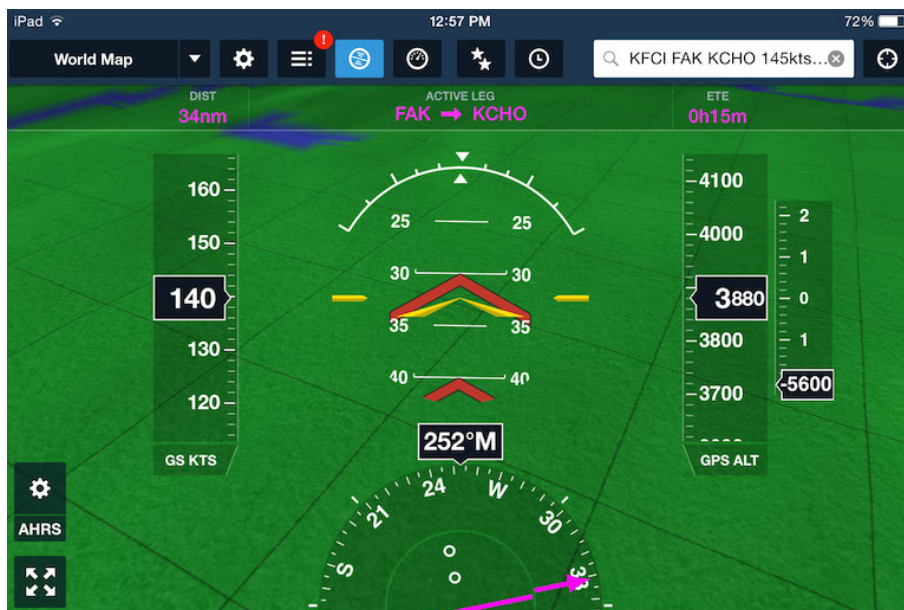 iPad 12:57 PM 72%
World Map ! KFCI FAK KCHO 145kts...
DIST ACTIVE LEG ETE
34nm FAK → KCHO 0h15m
160 4100
25 25 2
150 4000 1
30 30
140 3880 0
35 35
130 3800 1
40 40
120 3700 -5600
252°M
GS KTS GPS ALT
24 W
21 30
AHRS
S 33